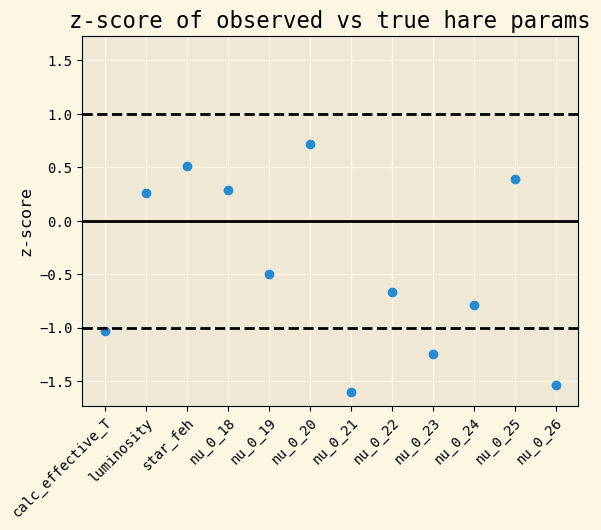 z-score of observed vs true hare params
z-score
1.5
1.0
0.5
0.0
−0.5
−1.0
−1.5
calc_effective_T
luminosity
star_feh
nu_0_18
nu_0_19
nu_0_20
nu_0_21
nu_0_22
nu_0_23
nu_0_24
nu_0_25
nu_0_26